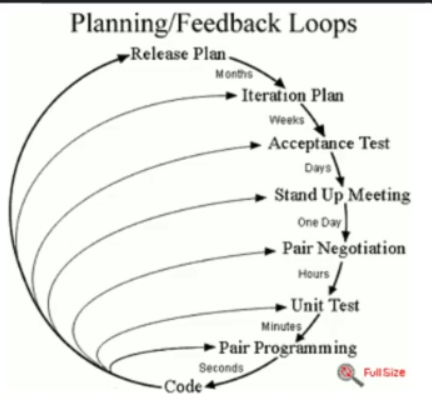 Planning/Feedback Loops
Release Plan
Months
Iteration Plan
Weeks
Acceptance Test
Days
Stand Up Meeting
One Day
Pair Negotiation
Hours
Unit Test
Minutes
Pair Programming
Seconds
Full Size
Code